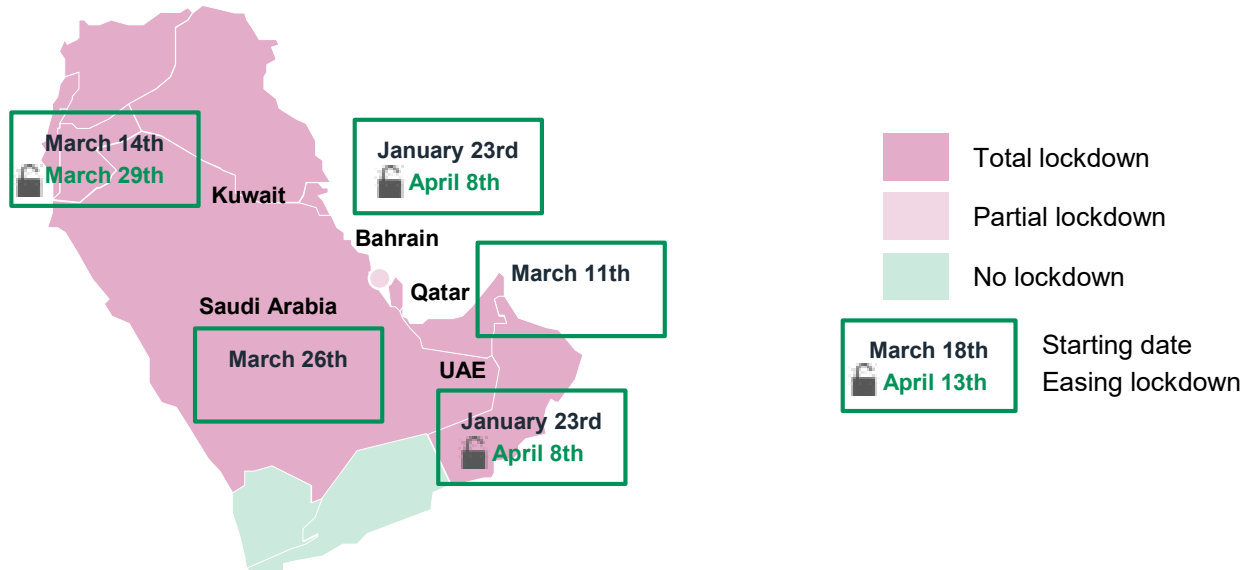 March 14th
March 29th
Kuwait
January 23rd
April 8th
Bahrain
March 11th
Qatar
Saudi Arabia
March 26th
UAE
January 23rd
April 8th
Total lockdown
Partial lockdown
No lockdown
March 18th
Starting date
April 13th
Easing lockdown